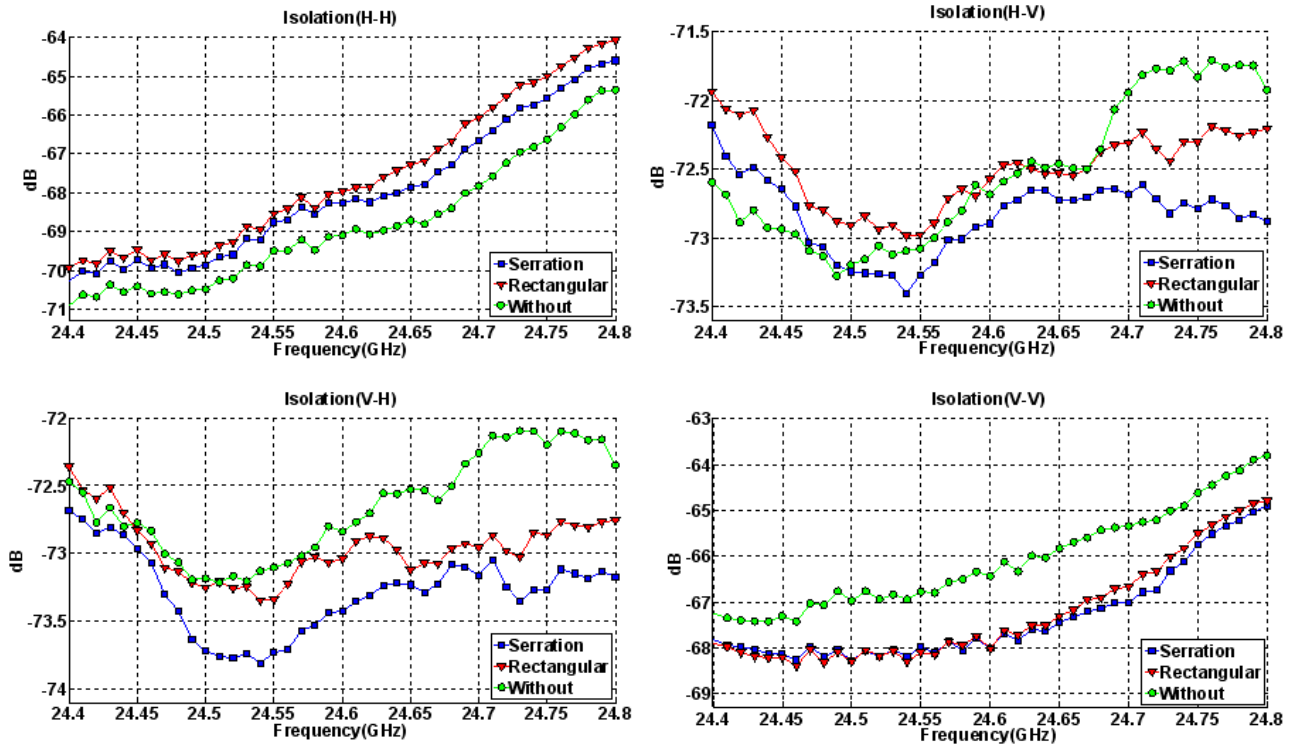 Isolation(H-H)
-64
-65
-66
-67
-68
-69
-70
-71
dB
24.4 24.45 24.5 24.55 24.6 24.65 24.7 24.75 24.8
Frequency(GHz)
Serration
Rectangular
Without
Isolation(H-V)
-71.5
-72
-72.5
-73
-73.5
dB
24.4 24.45 24.5 24.55 24.6 24.65 24.7 24.75 24.8
Frequency(GHz)
Serration
Rectangular
Without
Isolation(V-H)
-72
-72.5
-73
-73.5
-74
dB
24.4 24.45 24.5 24.55 24.6 24.65 24.7 24.75 24.8
Frequency(GHz)
Serration
Rectangular
Without
Isolation(V-V)
-63
-64
-65
-66
-67
-68
-69
dB
24.4 24.45 24.5 24.55 24.6 24.65 24.7 24.75 24.8
Frequency(GHz)
Serration
Rectangular
Without